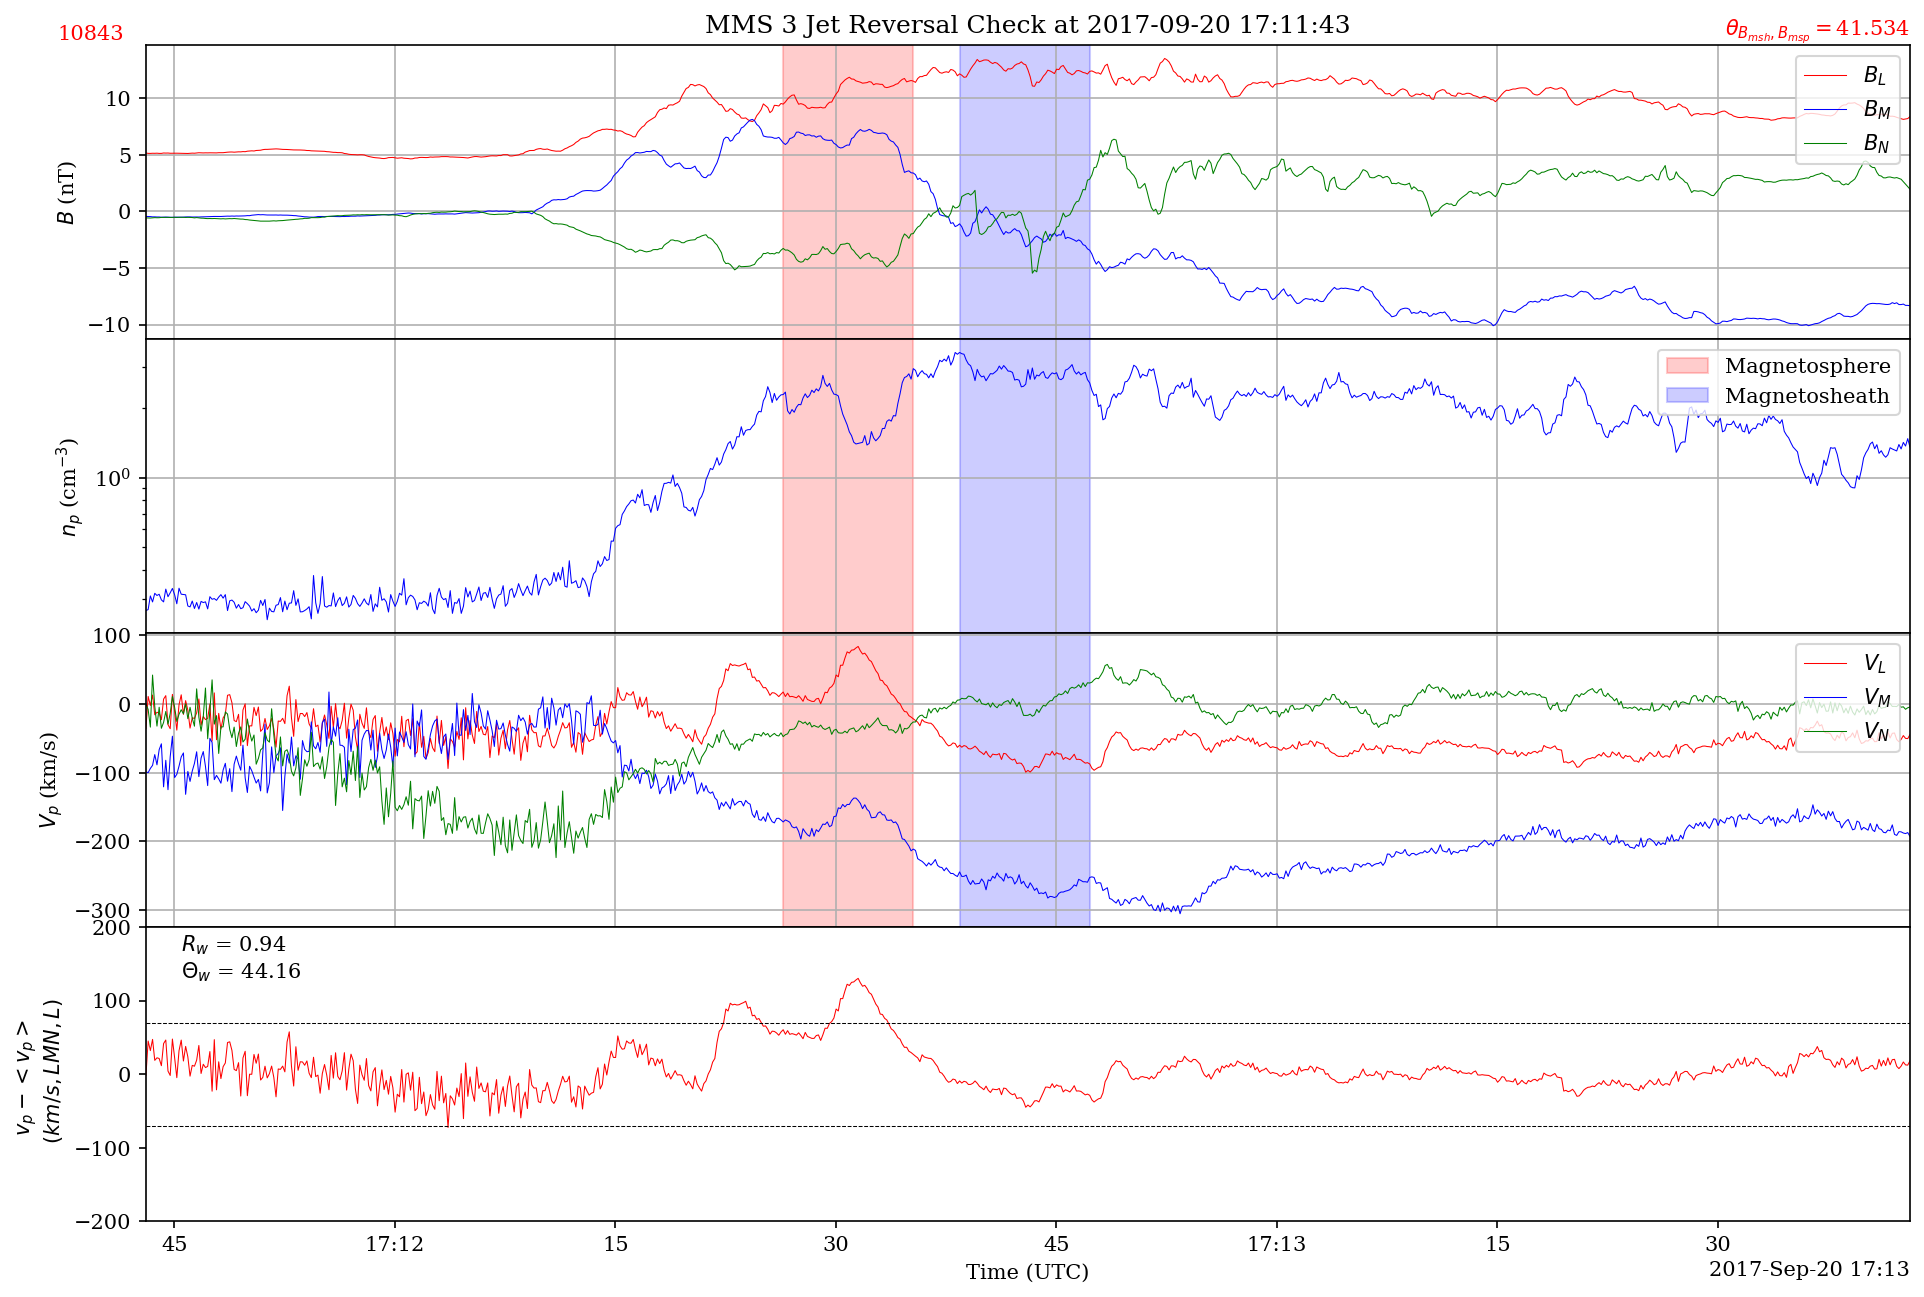 MMS 3 Jet Reversal Check at 2017-09-20 17:11:43
10843
θ_{B_{msh}, B_{msp}} = 41.534
B (nT)
10
5
0
−5
−10
B_L
B_M
B_N
n_p (cm⁻³)
10⁰
Magnetosphere
Magnetosheath
V_p (km/s)
100
0
−100
−200
−300
V_L
V_M
V_N
v_p − < v_p >
(km/s, LMN, L)
200
100
0
−100
−200
R_w = 0.94
Θ_w = 44.16
45 17:12 15 30 45 17:13 15 30
Time (UTC)
2017-Sep-20 17:13